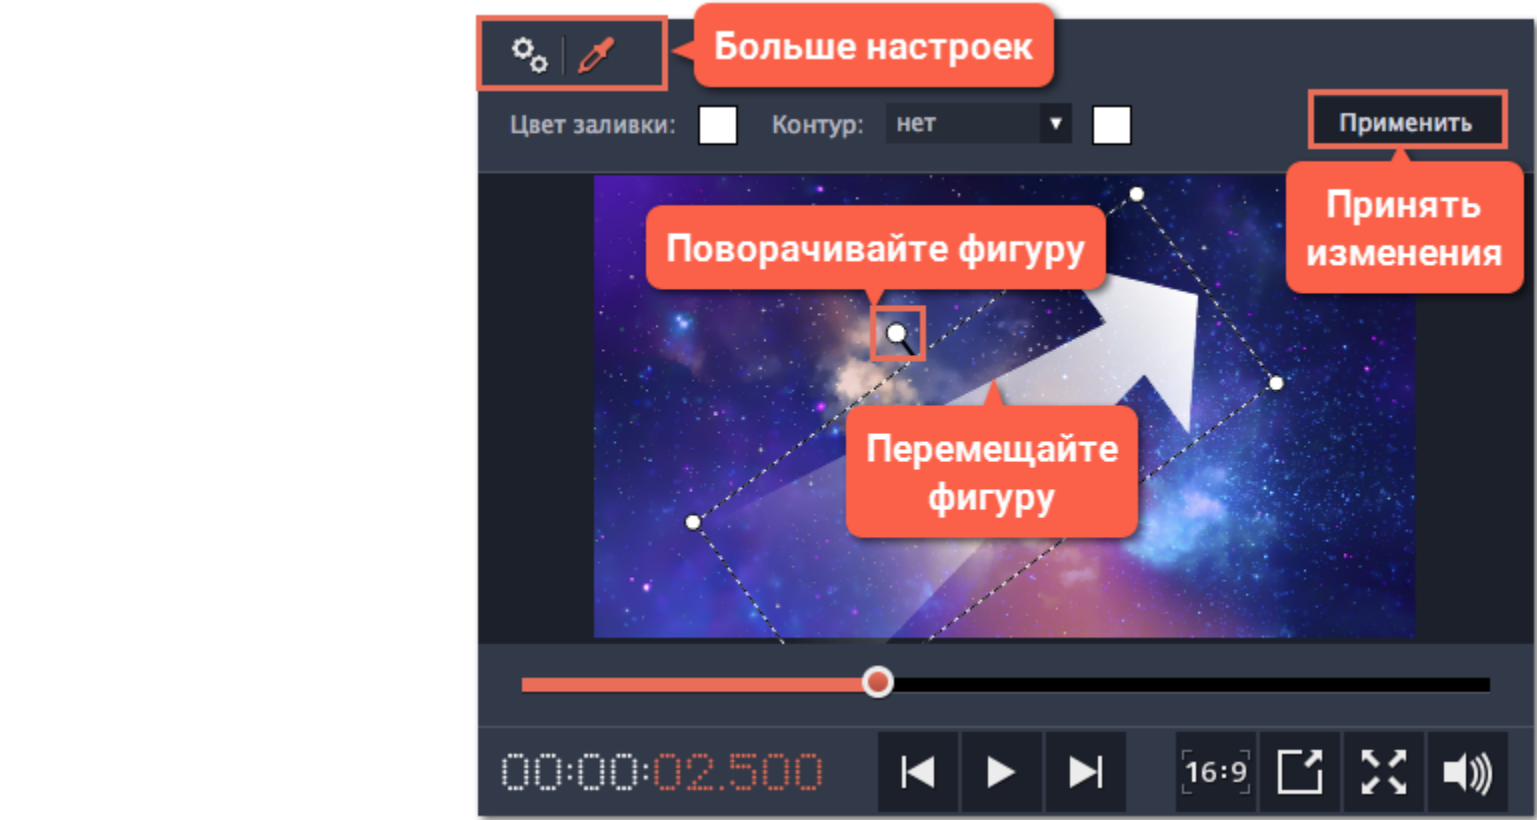 Больше настроек
Цвет заливки:
Контур:
нет
Применить
Принять
изменения
Поворачивайте фигуру
Перемещайте
фигуру
00:00:02.500
16:9